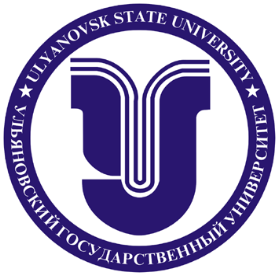 ★ ULYANOVSK STATE UNIVERSITY ★
УЛЬЯНОВСКИЙ ГОСУДАРСТВЕННЫЙ УНИВЕРСИТЕТ